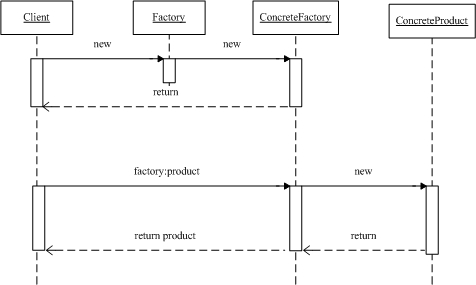 Client
Factory
ConcreteFactory
ConcreteProduct
new
new
return
factory:product
new
return product
return